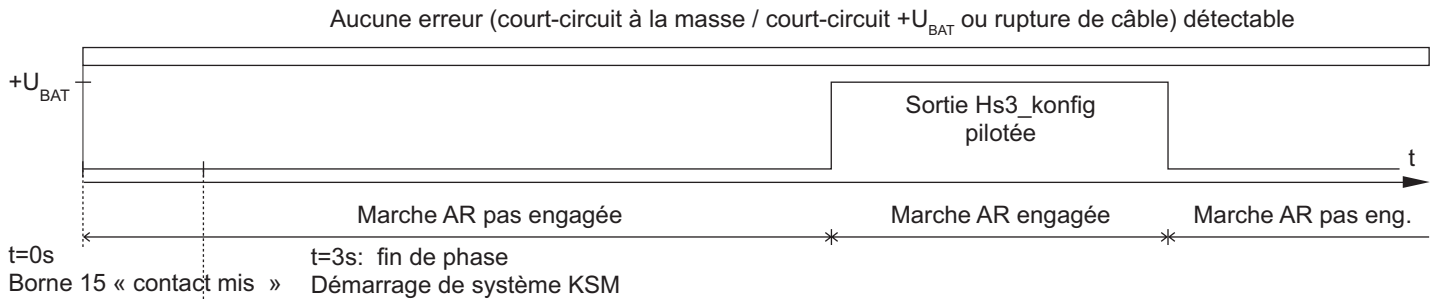 Aucune erreur (court-circuit à la masse / court-circuit +U_BAT ou rupture de câble) détectable
+U_BAT
Sortie Hs3_konfig
pilotée
t
Marche AR pas engagée
Marche AR engagée
Marche AR pas eng.
t=0s
Borne 15 « contact mis »
t=3s: fin de phase
Démarrage de système KSM